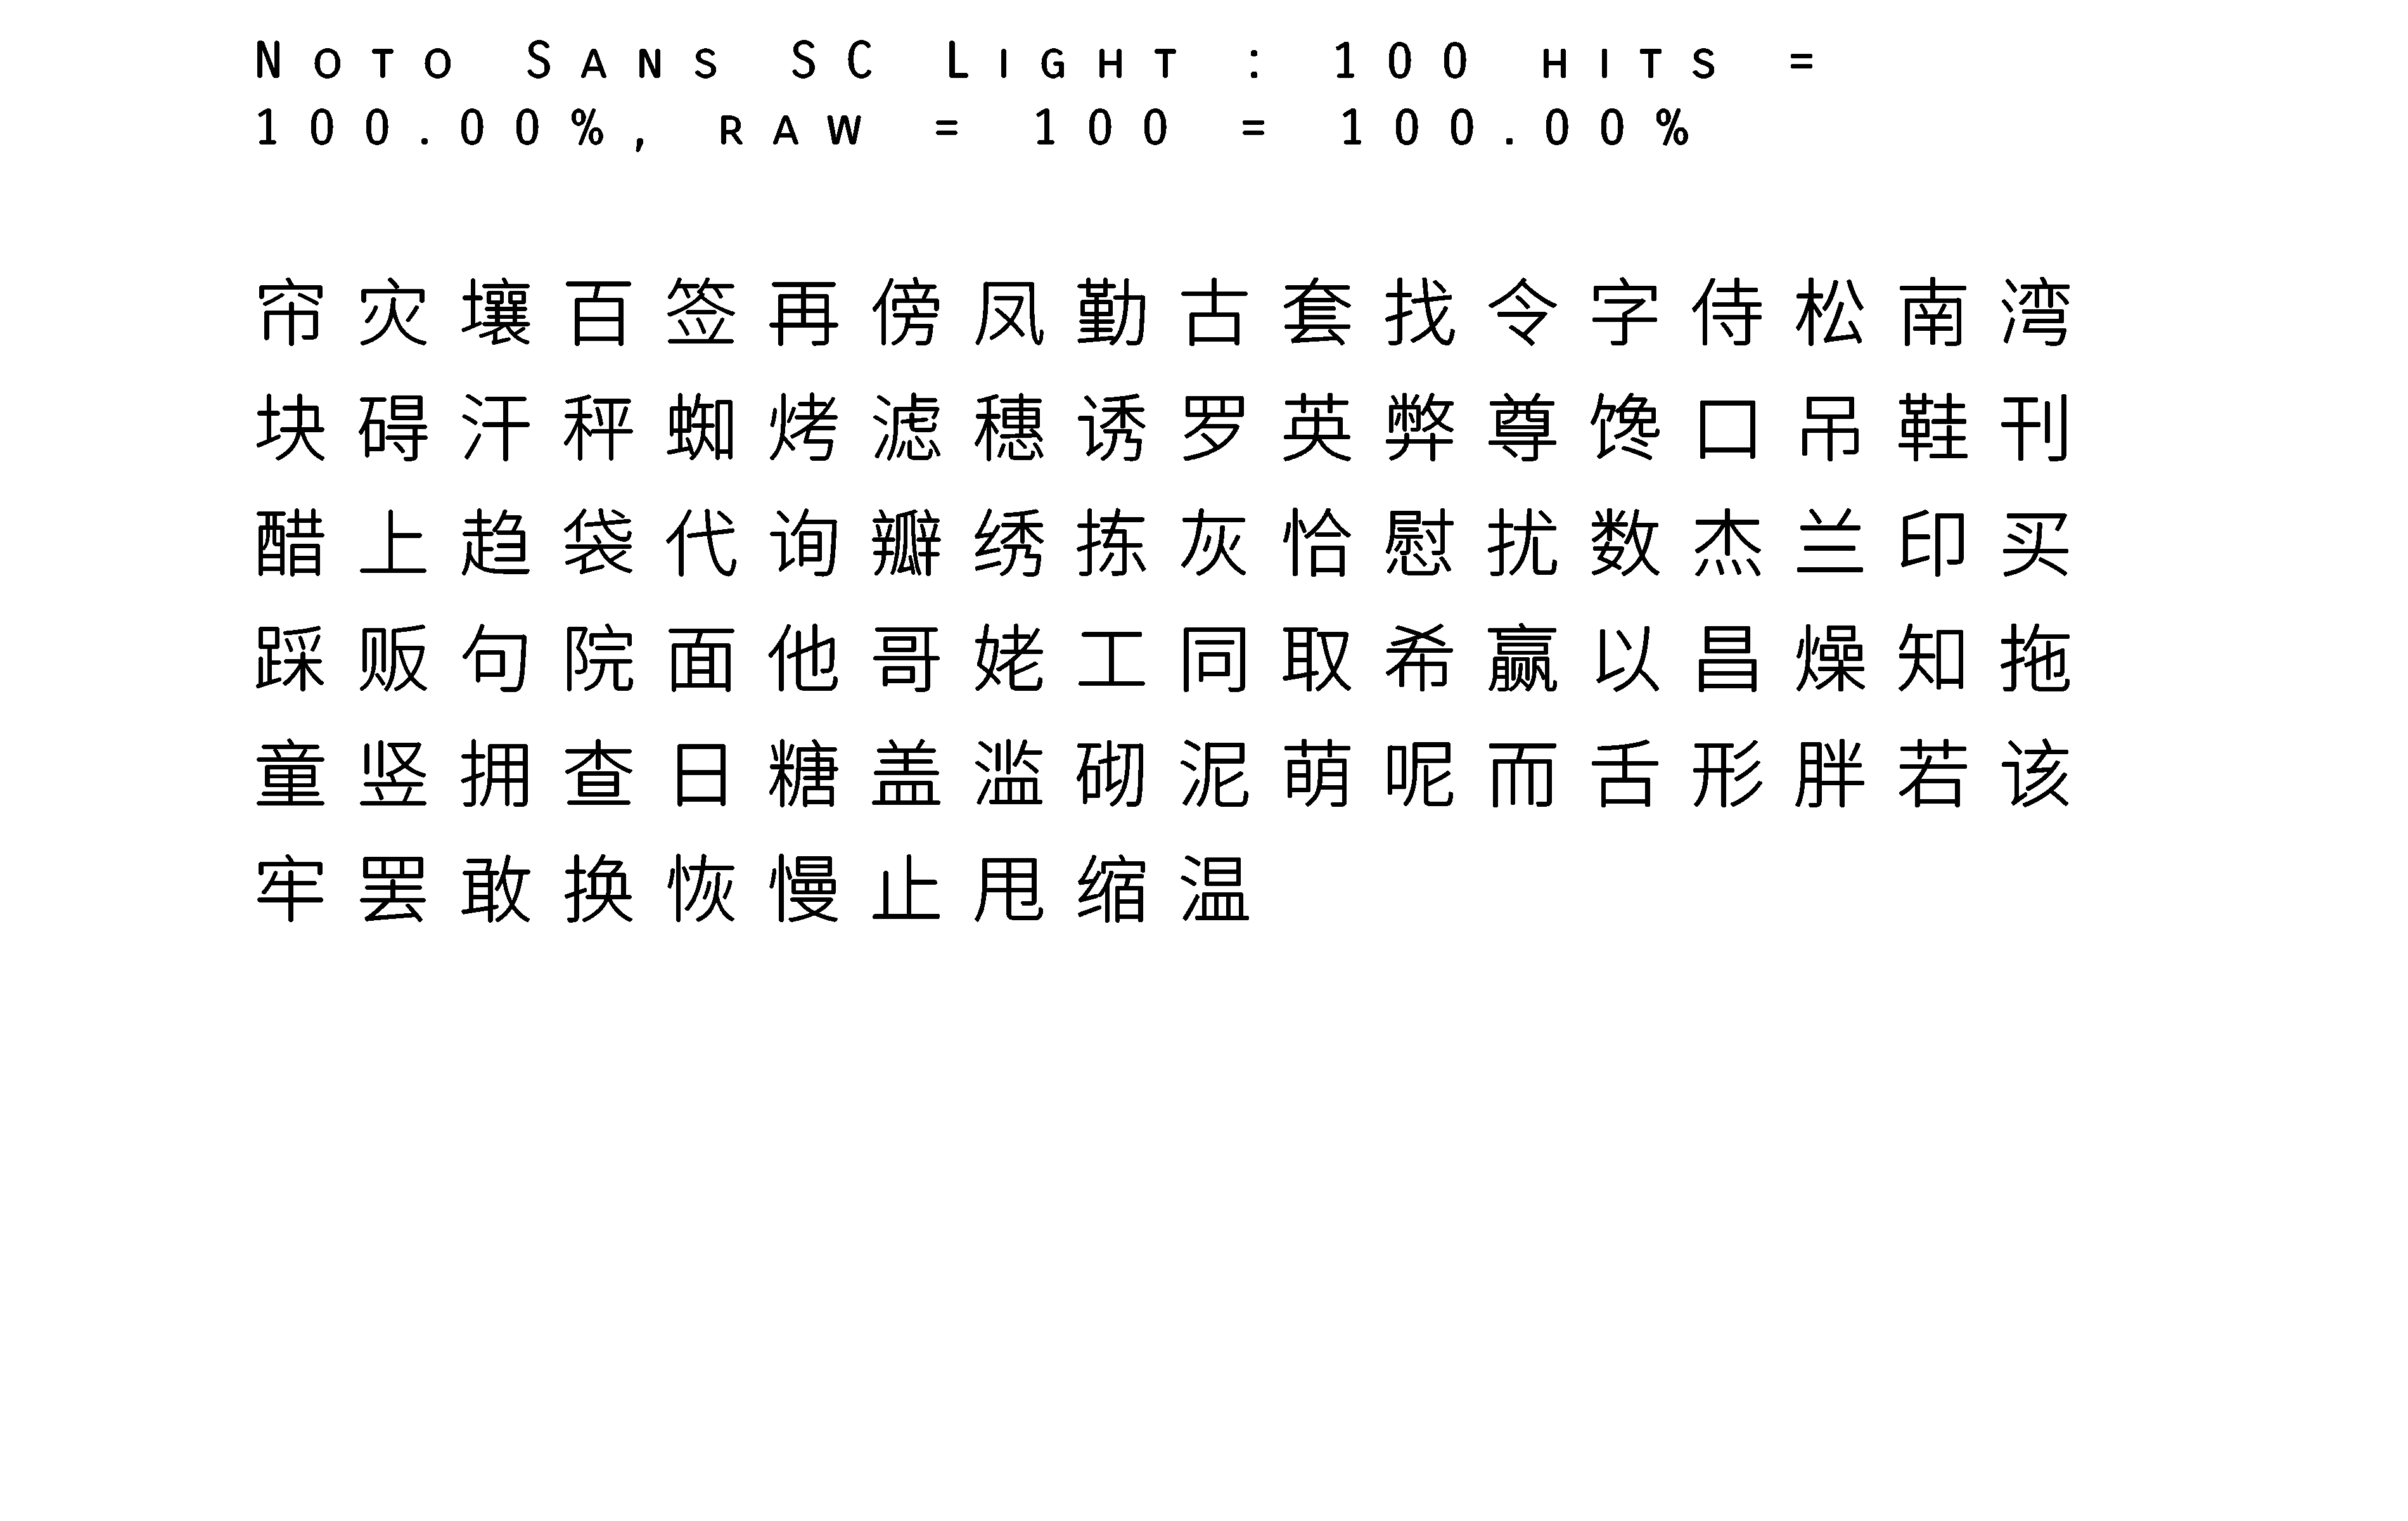 Noto Sans SC Light : 100 hits =
100.00%, raw = 100 = 100.00%
帘灾壤百签再傍凤勤古套找令字侍松南湾
块碍汗秤蜘烤滤穗诱罗英弊尊馋口吊鞋刊
醋上趋袋代询瓣绣拣灰恰慰扰数杰兰印买
踩贩句院面他哥姥工同取希赢以昌燥知拖
童竖拥查日糖盖滥砌泥萌呢而舌形胖若该
牢罢敢换恢慢止甩缩温